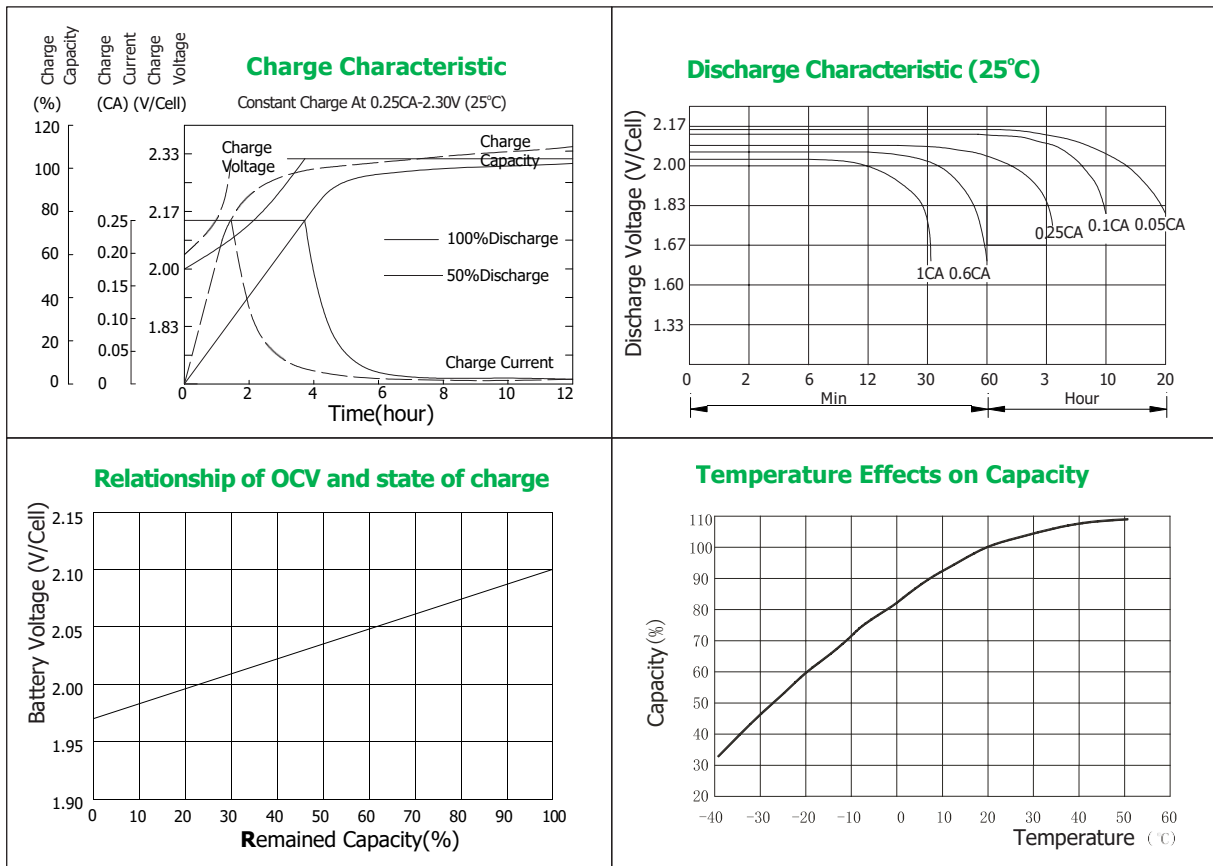 Charge Capacity
Charge Current
Charge Voltage
Charge Characteristic
(%)
(CA) (V/Cell)
Constant Charge At 0.25CA-2.30V (25°C)
120
100
80
60
40
20
0
0.25
0.20
0.15
0.10
0.05
0
2.33
2.17
2.00
1.83
Charge
Voltage
Charge
Capacity
100%Discharge
50%Discharge
Charge Current
0 2 4 6 8 10 12
Time(hour)
Discharge Characteristic (25°C)
Discharge Voltage (V/Cell)
2.17
2.00
1.83
1.67
1.60
1.33
1CA 0.6CA
0.25CA
0.1CA 0.05CA
0 2 6 12 30 60 3 10 20
Min Hour
Relationship of OCV and state of charge
Battery Voltage (V/Cell)
2.15
2.10
2.05
2.00
1.95
1.90
0 10 20 30 40 50 60 70 80 90 100
Remained Capacity(%)
Temperature Effects on Capacity
Capacity(%)
110
100
90
80
70
60
50
40
30
20
-40 -30 -20 -10 0 10 20 30 40 50 60
Temperature (℃)